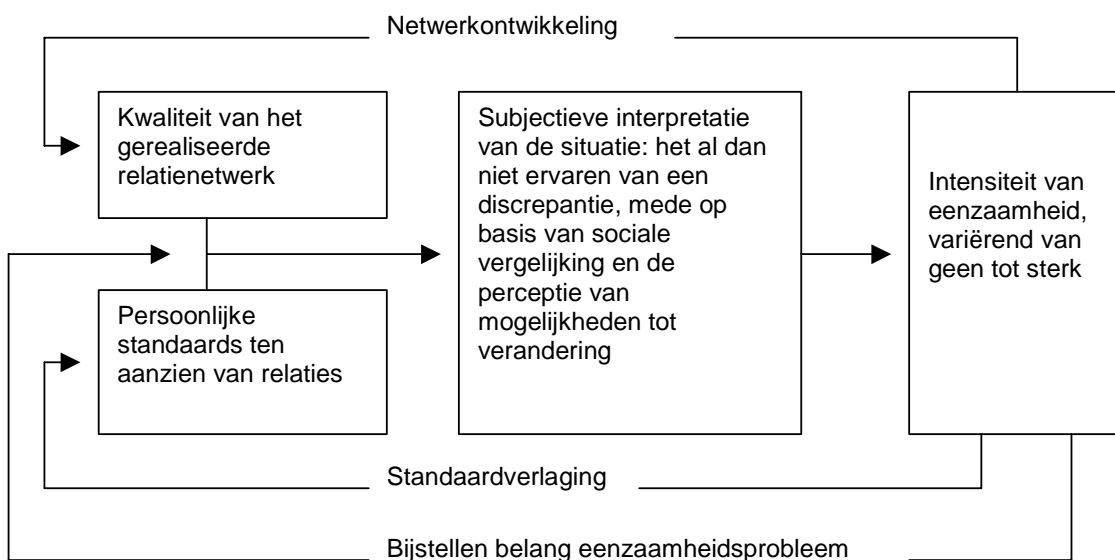 Netwerkontwikkeling
Kwaliteit van het
gerealiseerde
relatienetwerk
Persoonlijke
standaards ten
aanzien van relaties
Subjectieve interpretatie
van de situatie: het al dan
niet ervaren van een
discrepantie, mede op
basis van sociale
vergelijking en de
perceptie van
mogelijkheden tot
verandering
Intensiteit van
eenzaamheid,
variërend van
geen tot sterk
Standaardverlaging
Bijstellen belang eenzaamheidsprobleem